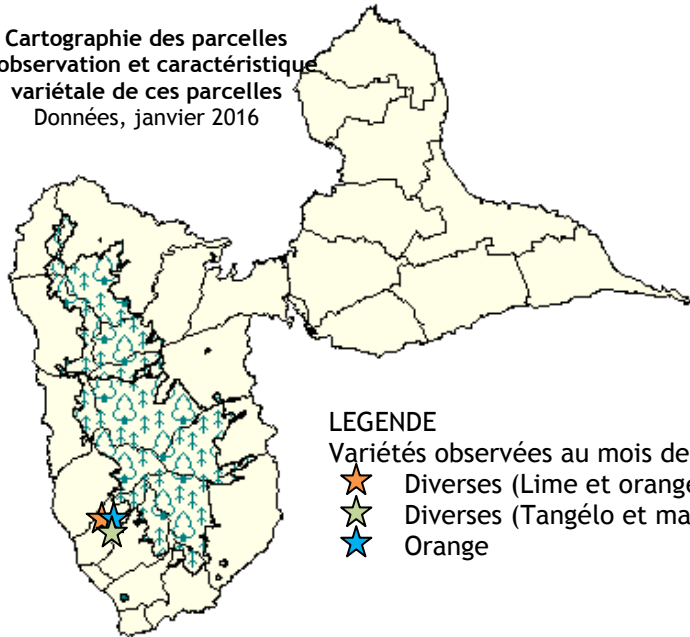 Cartographie des parcelles
observation et caractéristique
variétale de ces parcelles
Données, janvier 2016
LEGENDE
Variétés observées au mois de
Diverses (Lime et orange
Diverses (Tangélo et ma
Orange